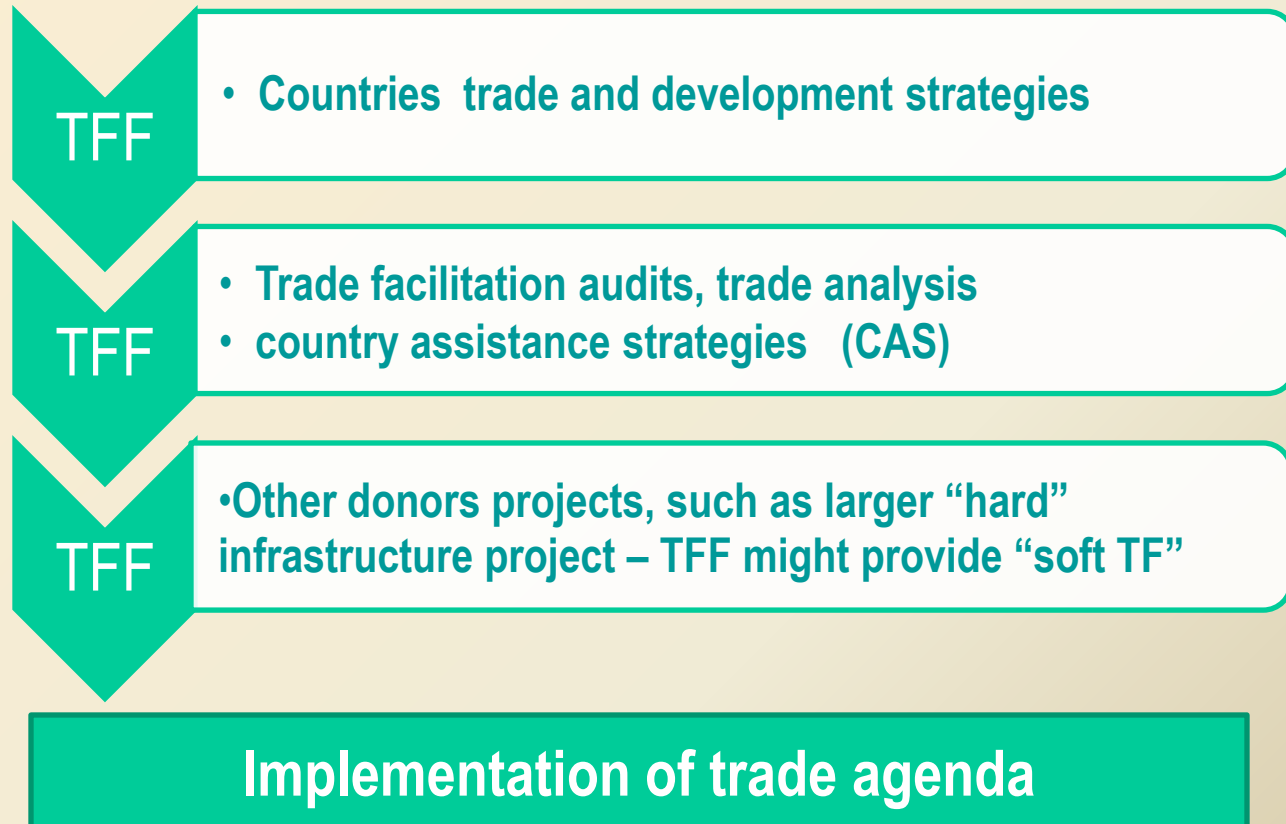 TFF
• Countries trade and development strategies
TFF
• Trade facilitation audits, trade analysis
• country assistance strategies (CAS)
TFF
•Other donors projects, such as larger “hard”
infrastructure project – TFF might provide “soft TF”
Implementation of trade agenda